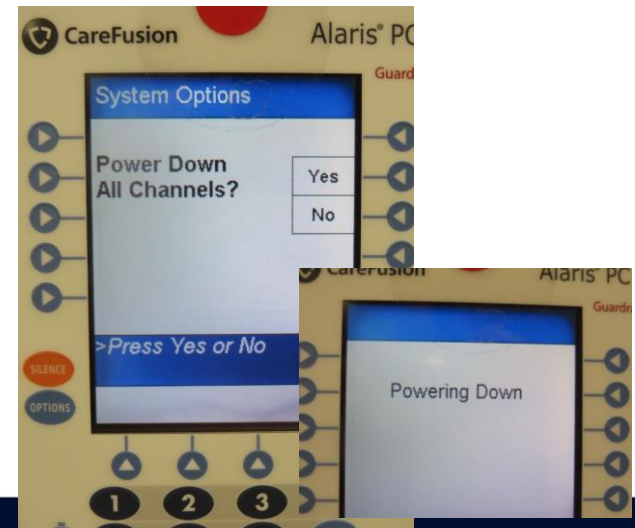 CareFusion
Alaris® PC
Guard
System Options
Power Down
All Channels?
Yes
No
>Press Yes or No
SILENCE
OPTIONS
1 2 3
CareFusion
Alaris® PC
Guardra
Powering Down